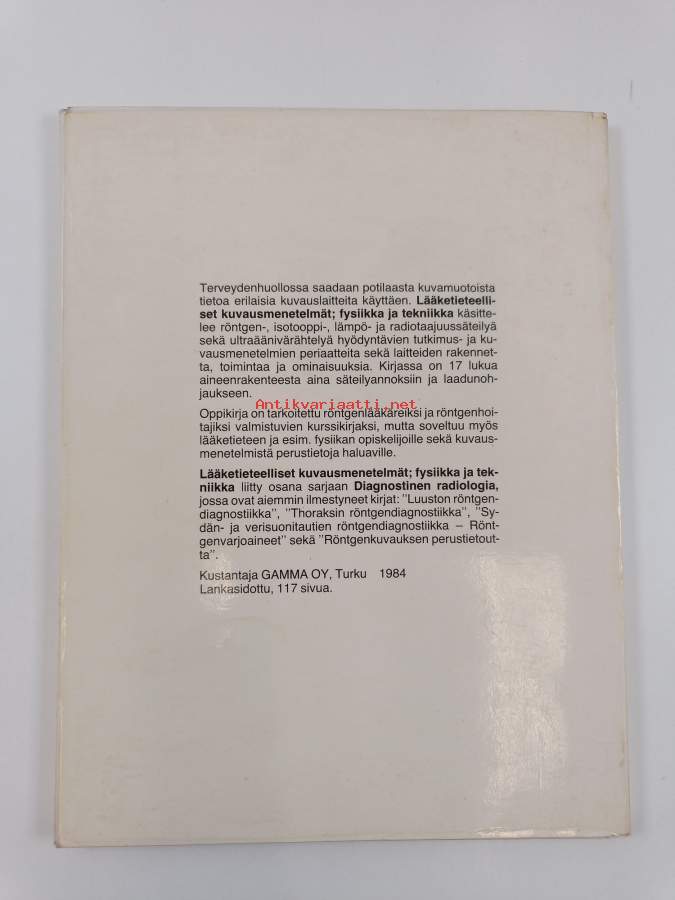 Terveydenhuollossa saadaan potilaasta kuvamuotoista
tietoa erilaisia kuvauslaitteita käyttäen. Lääketieteelli-
set kuvausmenetelmät; fysiikka ja tekniikka käsitte-
lee röntgen-, isotooppi-, lämpö- ja radiotaajuussäteilyä
sekä ultraäänivärähtelyä hyödyntävien tutkimus- ja ku-
vausmenetelmien periaatteita sekä laitteiden rakennet-
ta, toimintaa ja ominaisuuksia. Kirjassa on 17 lukua
aineenrakenteesta aina säteilyannoksiin ja laadunoh-
jaukseen.
Antikvariaatti.net
Oppikirja on tarkoitettu röntgenlääkäreiksi ja röntgenhoi-
tajiksi valmistuvien kurssikirjaksi, mutta soveltuu myös
lääketieteen ja esim. fysiikan opiskelijoille sekä kuvaus-
menetelmistä perustietoja haluaville.
Lääketieteelliset kuvausmenetelmät; fysiikka ja tek-
niikka liitty osana sarjaan Diagnostinen radiologia,
jossa ovat aiemmin ilmestyneet kirjat: "Luuston röntgen-
diagnostiikka", "Thoraksin röntgendiagnostiikka", "Sy-
dän- ja verisuonitautien röntgendiagnostiikka – Rönt-
genvarjoaineet" sekä "Röntgenkuvauksen perustietout-
ta".
Kustantaja GAMMA OY, Turku 1984
Lankasidottu, 117 sivua.